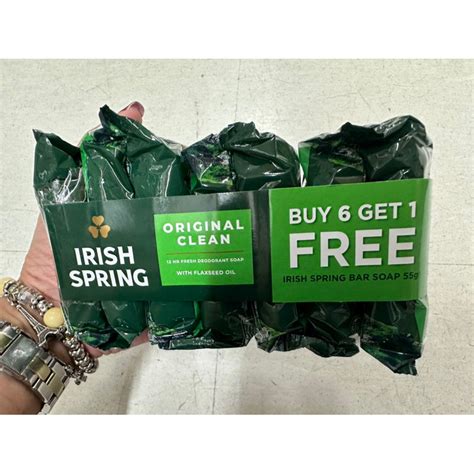 IRISH
SPRING
ORIGINAL
CLEAN
12 HR FRESH DEODORANT SOAP
WITH FLAXSEED OIL
BUY 6 GET 1
FREE
IRISH SPRING BAR SOAP 55g